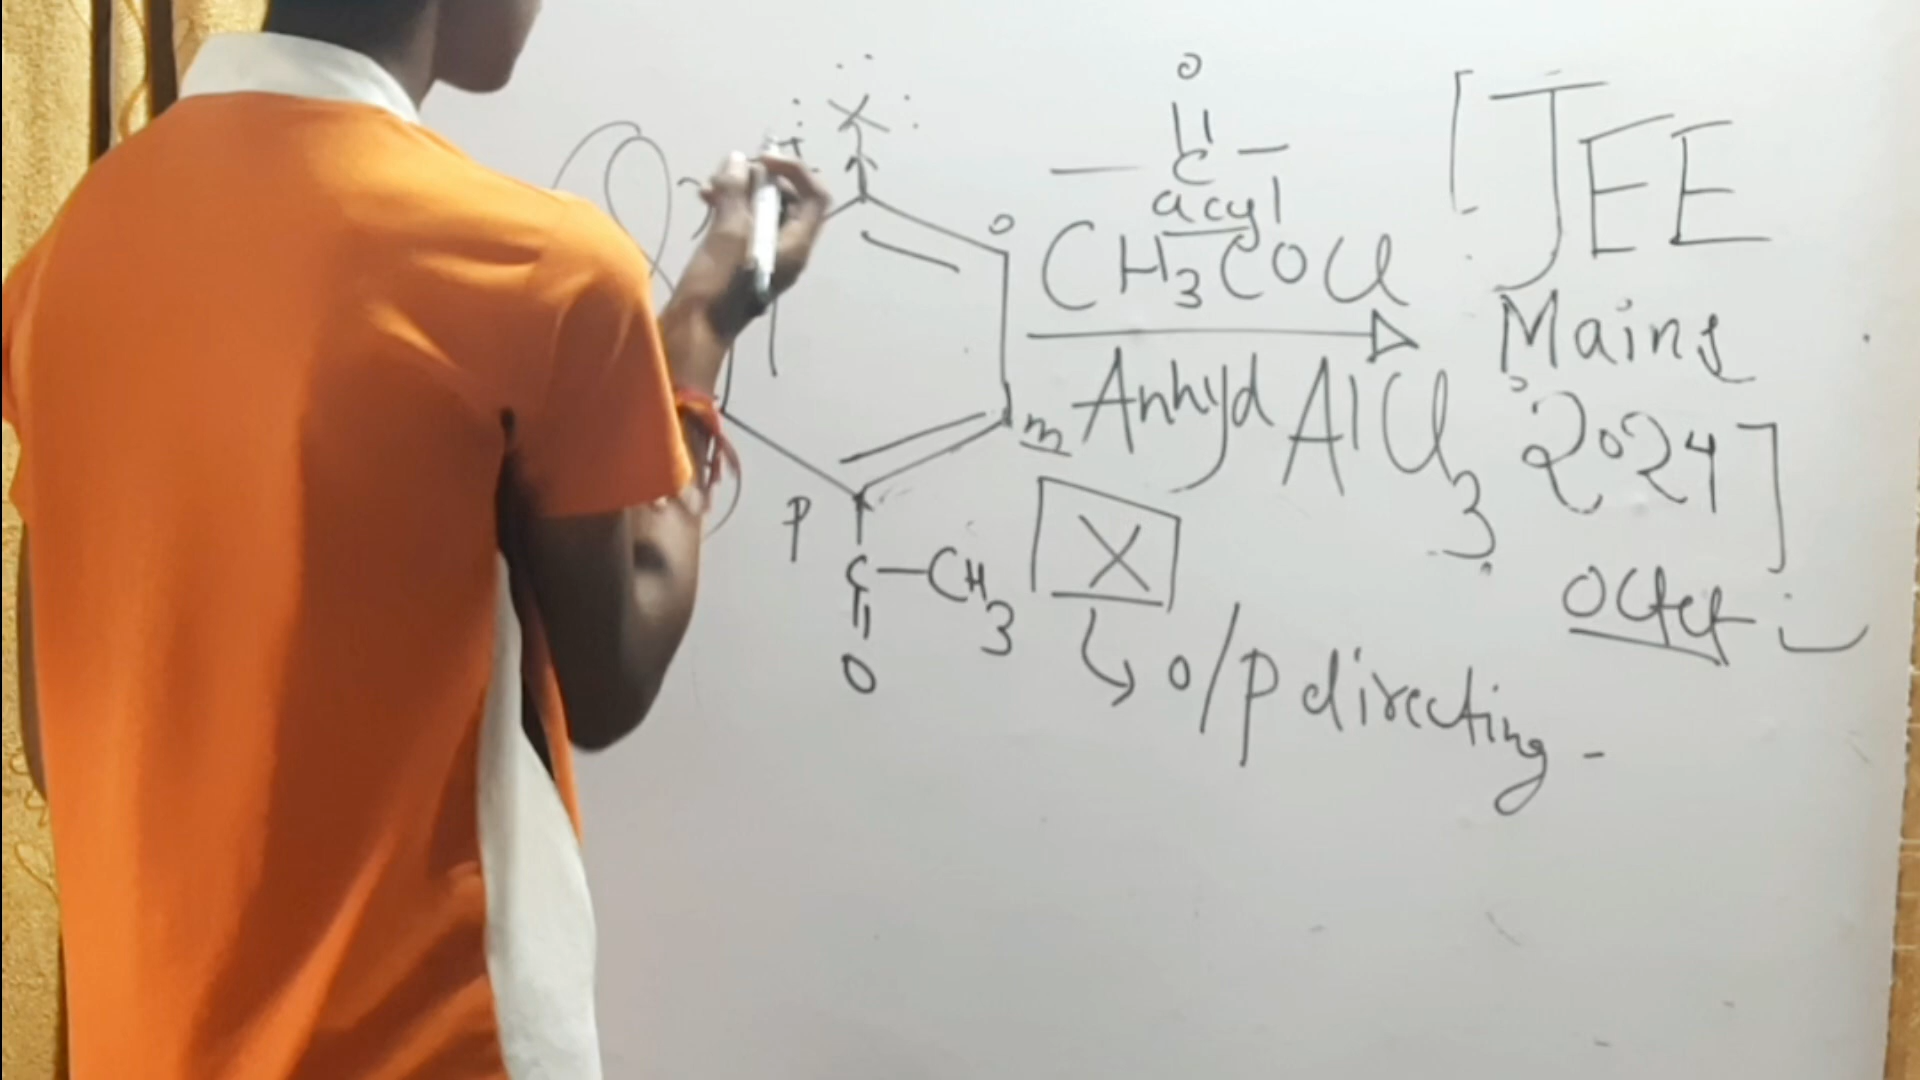 X
O
||
— C —
acyl
CH3COCl
Anhyd AlCl3
[JEE
Mains
2024]
Octet
o
m
p
C—CH3
||
O
X
o/p directing -